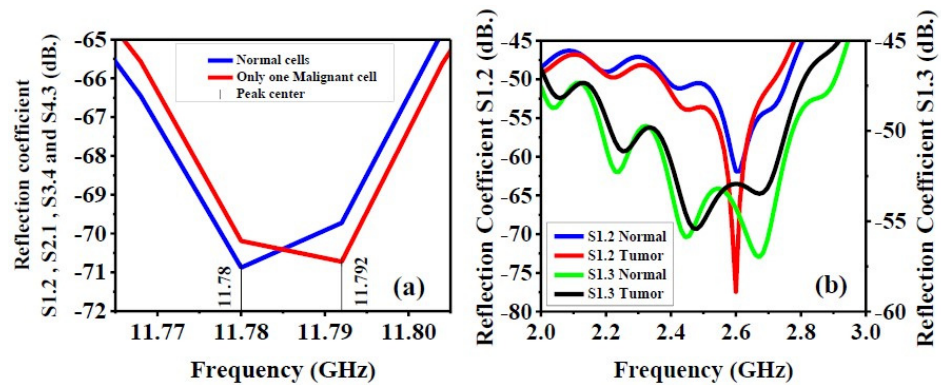 Reflection coefficient
S1.2 , S2.1 , S3.4 and S4.3 (dB.)
-65
-66
-67
-68
-69
-70
-71
-72
Normal cells
Only one Malignant cell
Peak center
11.78
11.792
(a)
11.77 11.78 11.79 11.80
Frequency (GHz)
Reflection Coefficient S1.2 (dB.)
-45
-50
-55
-60
-65
-70
-75
-80
S1.2 Normal
S1.2 Tumor
S1.3 Normal
S1.3 Tumor
(b)
2.0 2.2 2.4 2.6 2.8 3.0
Frequency (GHz)
-45
-50
-55
-60
Reflection Coefficient S1.3 (dB.)